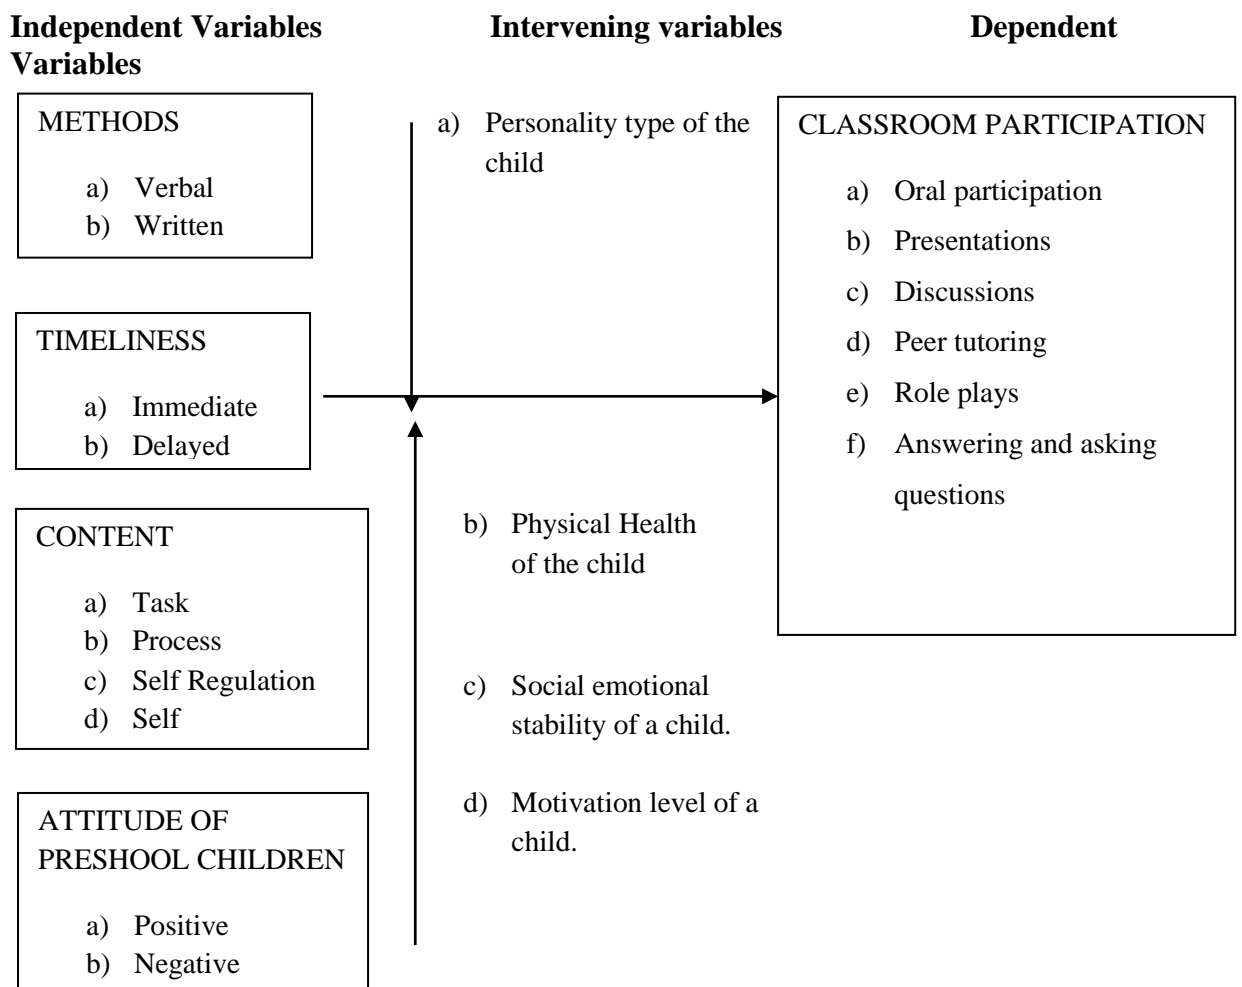 Independent Variables Intervening variables Dependent
Variables
METHODS
a) Verbal
b) Written
TIMELINESS
a) Immediate
b) Delayed
CONTENT
a) Task
b) Process
c) Self Regulation
d) Self
ATTITUDE OF
PRESHOOL CHILDREN
a) Positive
b) Negative
a) Personality type of the
child
b) Physical Health
of the child
c) Social emotional
stability of a child.
d) Motivation level of a
child.
CLASSROOM PARTICIPATION
a) Oral participation
b) Presentations
c) Discussions
d) Peer tutoring
e) Role plays
f) Answering and asking
questions